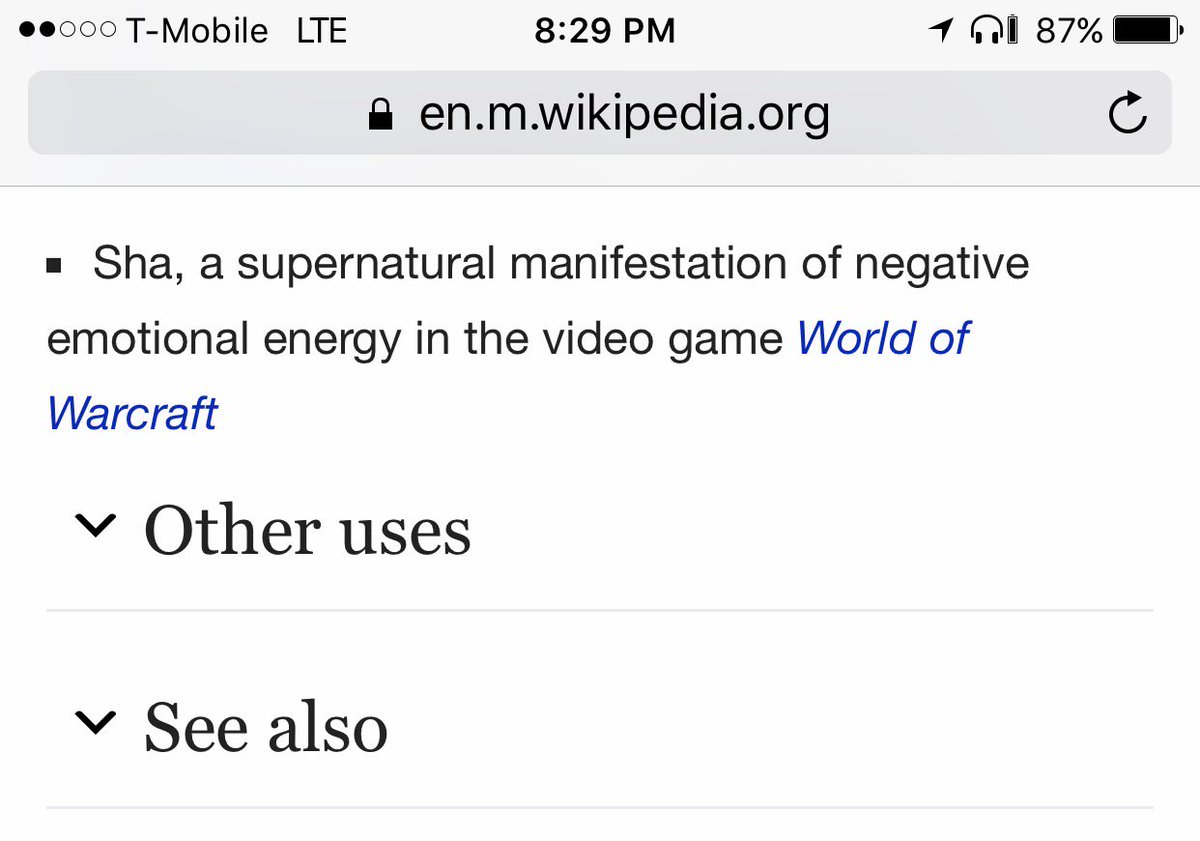 T-Mobile LTE 8:29 PM 87%
en.m.wikipedia.org
▪ Sha, a supernatural manifestation of negative
emotional energy in the video game World of
Warcraft
Other uses
See also